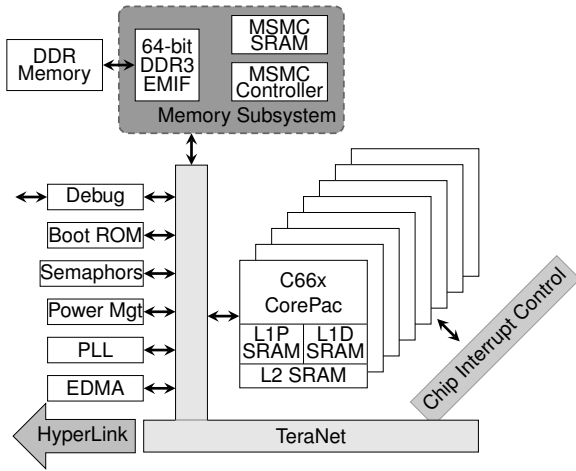 DDR
Memory
64-bit
DDR3
EMIF
MSMC
SRAM
MSMC
Controller
Memory Subsystem
Debug
Boot ROM
Semaphors
Power Mgt
PLL
EDMA
C66x
CorePac
L1P
SRAM
L1D
SRAM
L2 SRAM
Chip Interrupt Control
HyperLink
TeraNet